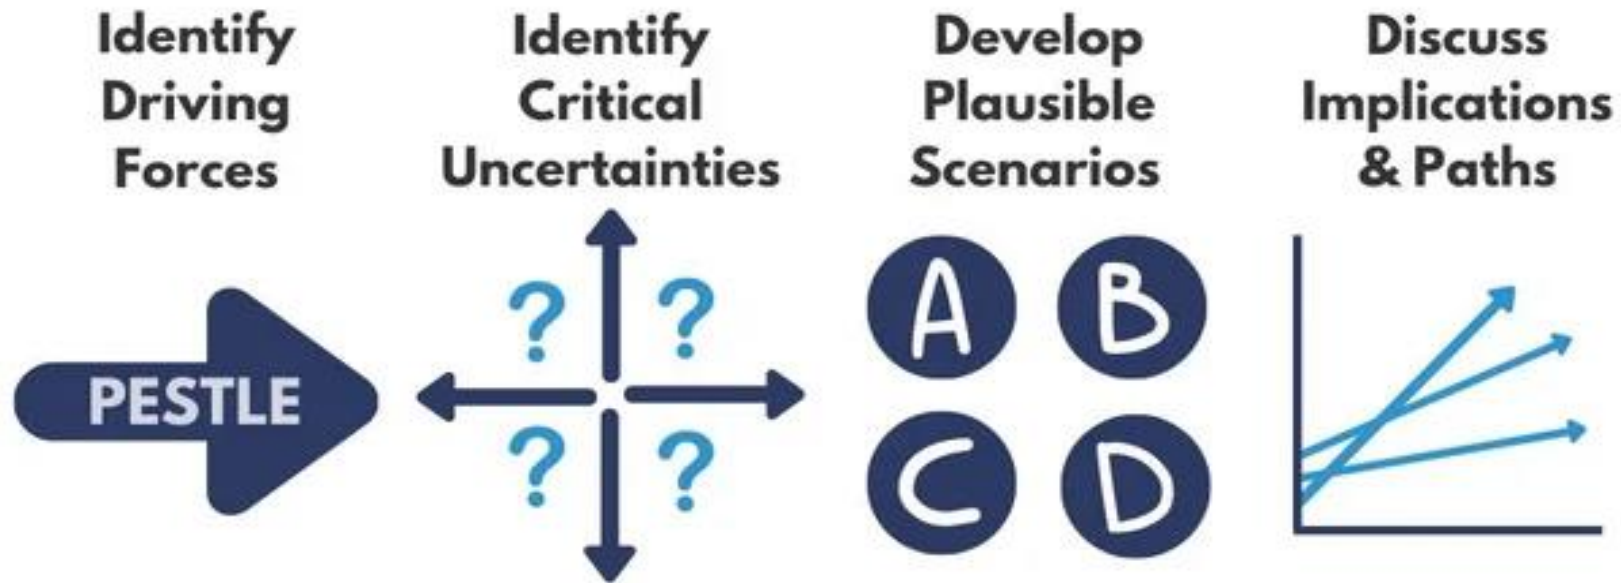 Identify
Driving
Forces
Identify
Critical
Uncertainties
Develop
Plausible
Scenarios
Discuss
Implications
& Paths
PESTLE
? ?
? ?
A B
C D